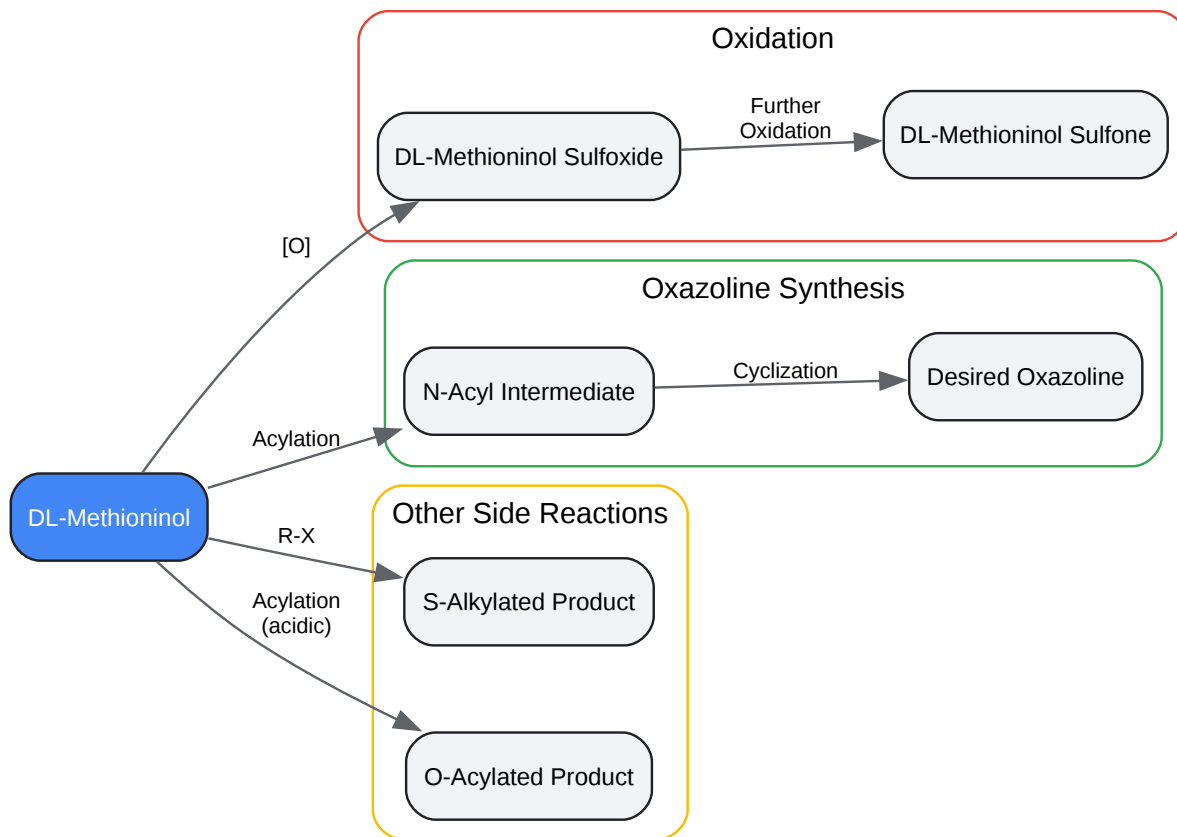 Oxidation
Further
Oxidation
DL-Methioninol Sulfoxide
DL-Methioninol Sulfone
[O]
Oxazoline Synthesis
N-Acyl Intermediate
Cyclization
Desired Oxazoline
Acylation
DL-Methioninol
Other Side Reactions
R-X
S-Alkylated Product
Acylation
(acidic)
O-Acylated Product